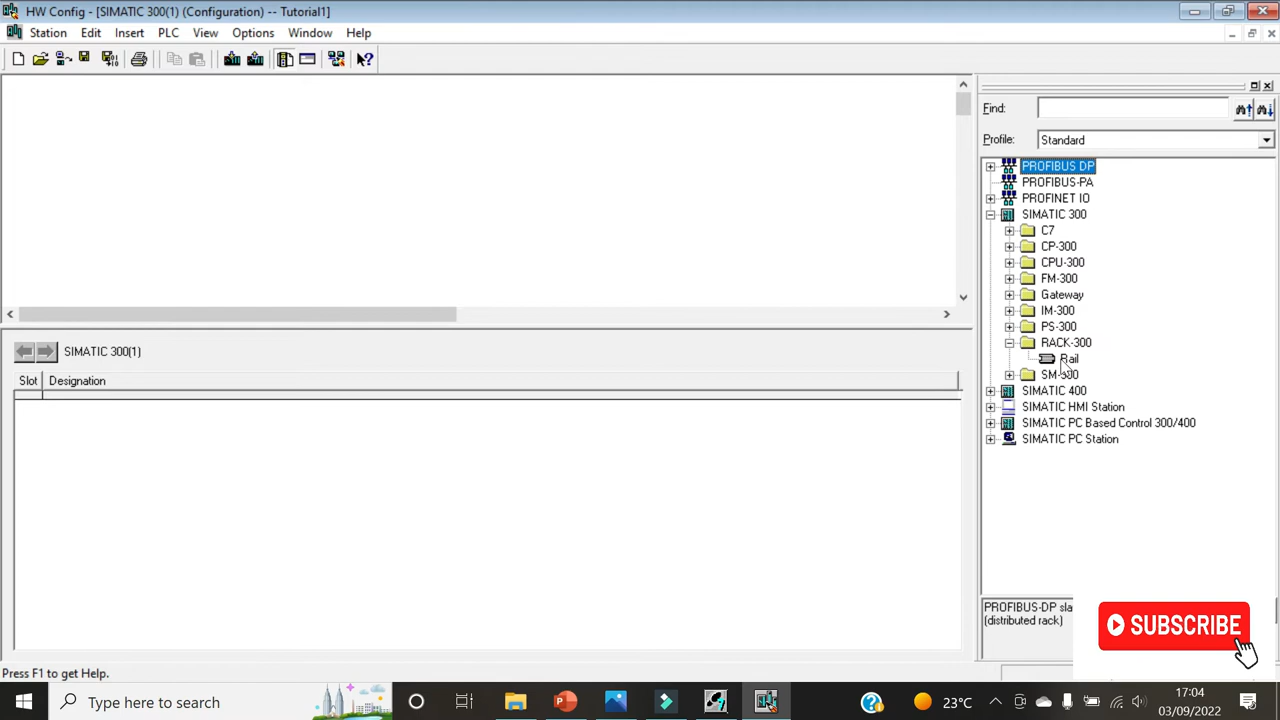 HW Config - [SIMATIC 300(1) (Configuration) -- Tutorial1]
Station Edit Insert PLC View Options Window Help
Find:
Profile: Standard
PROFIBUS DP
PROFIBUS-PA
PROFINET IO
SIMATIC 300
C7
CP-300
CPU-300
FM-300
Gateway
IM-300
PS-300
RACK-300
Rail
SM-300
SIMATIC 400
SIMATIC HMI Station
SIMATIC PC Based Control 300/400
SIMATIC PC Station
SIMATIC 300(1)
Slot Designation
PROFIBUS-DP sla
(distributed rack)
SUBSCRIBE
Press F1 to get Help.
Type here to search
23°C
17:04
03/09/2022